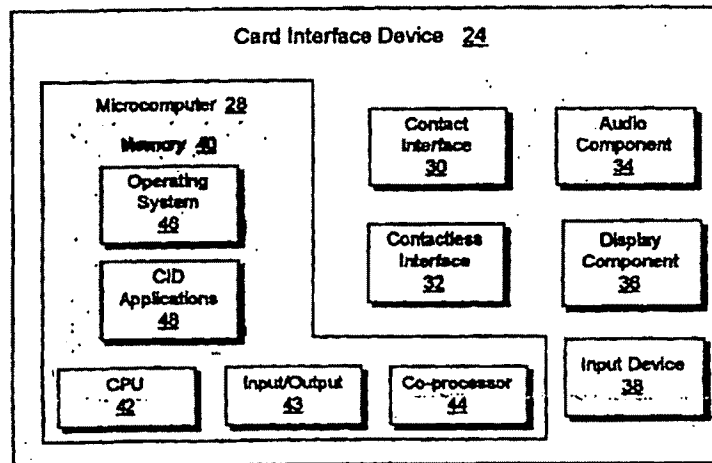 Card Interface Device 24
Microcomputer 28
Memory 40
Operating
System
46
CID
Applications
48
CPU
42
Input/Output
43
Co-processor
44
Contact
Interface
30
Audio
Component
34
Contactless
Interface
32
Display
Component
36
Input Device
38